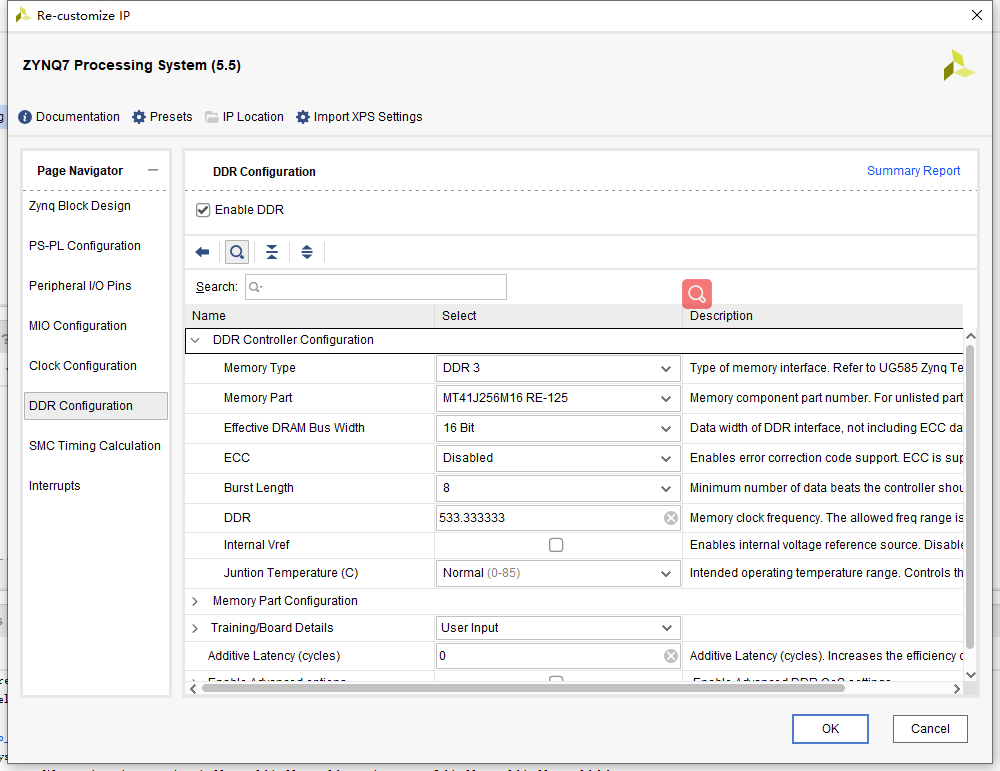 Re-customize IP
ZYNQ7 Processing System (5.5)
Documentation Presets IP Location Import XPS Settings
Page Navigator
Zynq Block Design
PS-PL Configuration
Peripheral I/O Pins
MIO Configuration
Clock Configuration
DDR Configuration
SMC Timing Calculation
Interrupts
DDR Configuration Summary Report
Enable DDR
Search:
Name Select Description
DDR Controller Configuration
Memory Type DDR 3 Type of memory interface. Refer to UG585 Zynq Te
Memory Part MT41J256M16 RE-125 Memory component part number. For unlisted part
Effective DRAM Bus Width 16 Bit Data width of DDR interface, not including ECC da
ECC Disabled Enables error correction code support. ECC is sup
Burst Length 8 Minimum number of data beats the controller shou
DDR 533.333333 Memory clock frequency. The allowed freq range is
Internal Vref Enables internal voltage reference source. Disable
Juntion Temperature (C) Normal (0-85) Intended operating temperature range. Controls th
Memory Part Configuration
Training/Board Details User Input
Additive Latency (cycles) 0 Additive Latency (cycles). Increases the efficiency o
Enable Advanced options Enable Advanced DDR QoS settings
OK Cancel